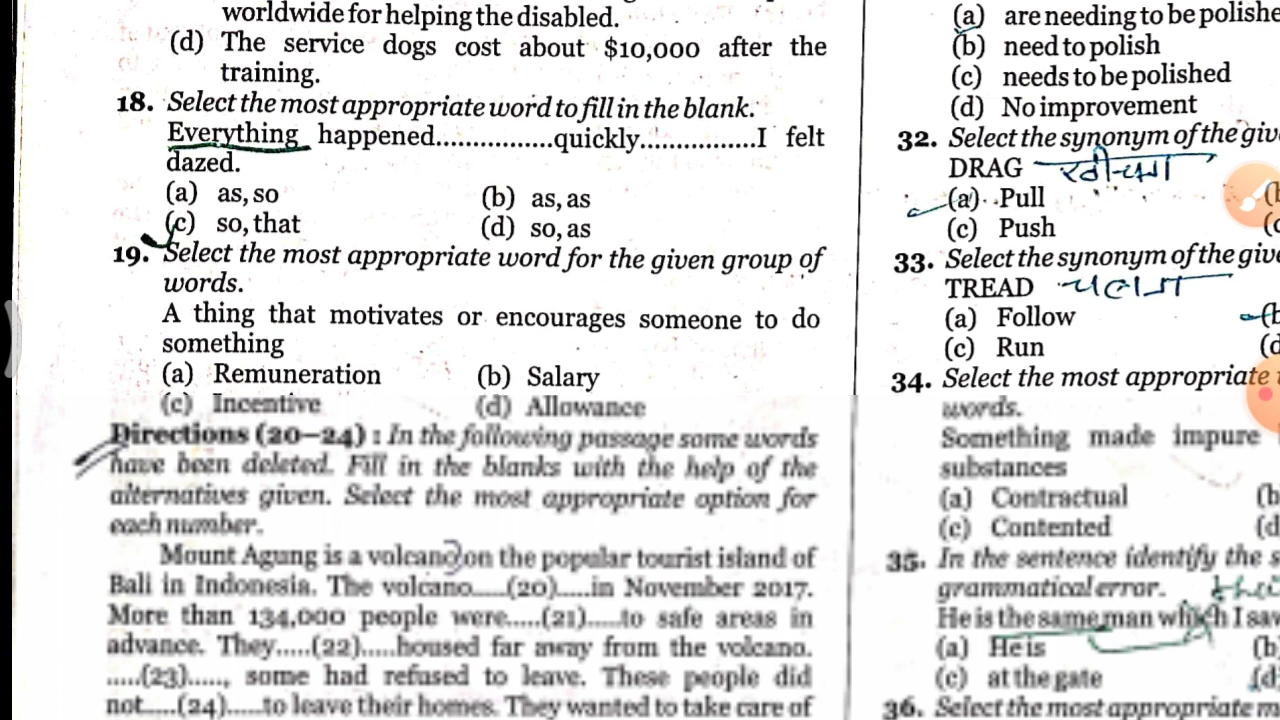 worldwide for helping the disabled.
(d) The service dogs cost about $10,000 after the
training.
18. Select the most appropriate word to fill in the blank.
Everything happened................quickly................I felt
dazed.
(a) as, so (b) as, as
(c) so, that (d) so, as
19. Select the most appropriate word for the given group of
words.
A thing that motivates or encourages someone to do
something
(a) Remuneration (b) Salary
(c) Incentive (d) Allowance
Directions (20–24) : In the following passage some words
have been deleted. Fill in the blanks with the help of the
alternatives given. Select the most appropriate option for
each number.
Mount Agung is a volcano on the popular tourist island of
Bali in Indonesia. The volcano.....(20).....in November 2017.
More than 134,000 people were.....(21).....to safe areas in
advance. They.....(22).....housed far away from the volcano.
.....(23)....., some had refused to leave. These people did
not.....(24).....to leave their homes. They wanted to take care of
(a) are needing to be polishe
(b) need to polish
(c) needs to be polished
(d) No improvement
32. Select the synonym of the giv
DRAG
(a) Pull
(c) Push
33. Select the synonym of the giv
TREAD
(a) Follow (b
(c) Run (d
34. Select the most appropriate
words.
Something made impure
substances
(a) Contractual (b
(c) Contented (d
35. In the sentence identify the s
grammatical error.
He is the same man which I saw
(a) He is (b
(c) at the gate (d
36. Select the most appropriate m